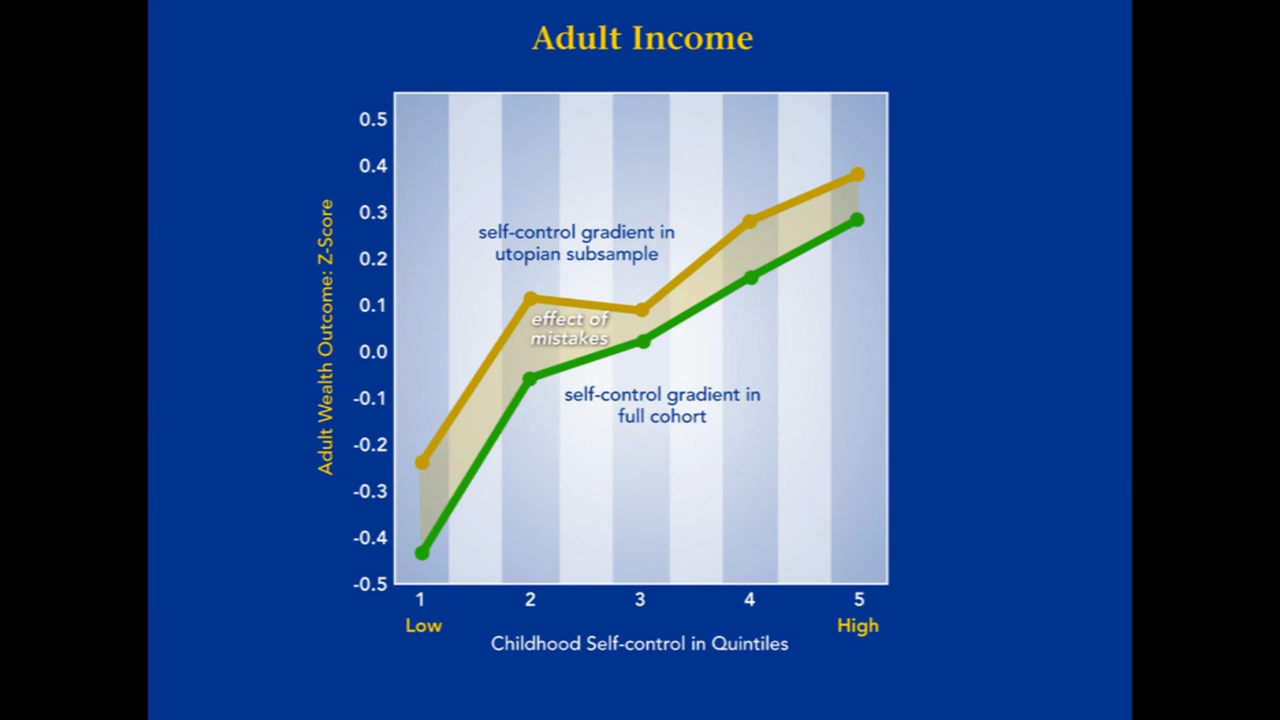 Adult Income
Adult Wealth Outcome: Z-Score
0.5
0.4
0.3
0.2
0.1
0.0
-0.1
-0.2
-0.3
-0.4
-0.5
self-control gradient in
utopian subsample
effect of
mistakes
self-control gradient in
full cohort
1 2 3 4 5
Low High
Childhood Self-control in Quintiles